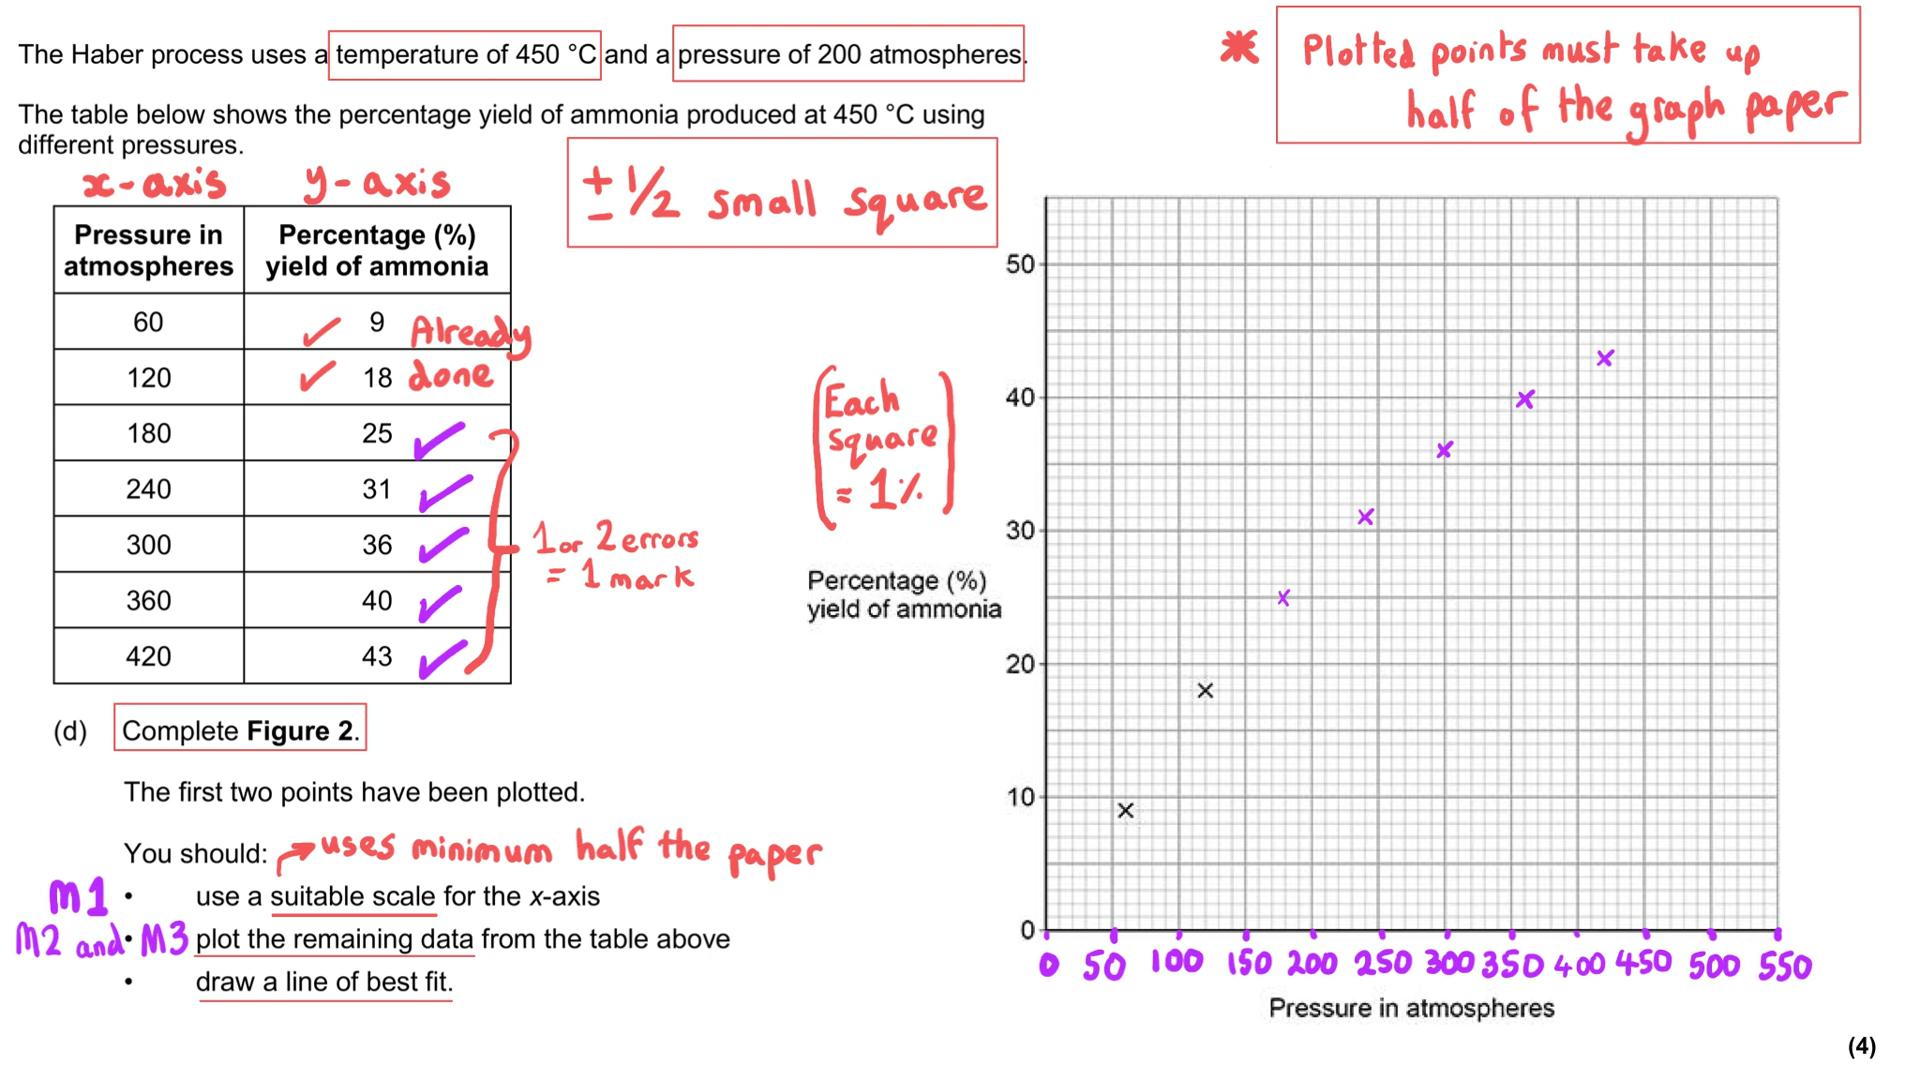 The Haber process uses a temperature of 450 °C and a pressure of 200 atmospheres.
The table below shows the percentage yield of ammonia produced at 450 °C using
different pressures.
* Plotted points must take up
half of the graph paper
± 1/2 small square
x-axis y-axis
Pressure in atmospheres Percentage (%) yield of ammonia
60 ✓ 9 Already
120 ✓ 18 done
180 25 ✓
240 31 ✓
300 36 ✓
360 40 ✓
420 43 ✓
1 or 2 errors
= 1 mark
(d) Complete Figure 2.
The first two points have been plotted.
You should: → uses minimum half the paper
M1 • use a suitable scale for the x-axis
M2 and • M3 plot the remaining data from the table above
• draw a line of best fit.
(Each
square
= 1%)
Percentage (%)
yield of ammonia
50
40
30
20
10
0
0 50 100 150 200 250 300 350 400 450 500 550
Pressure in atmospheres
(4)